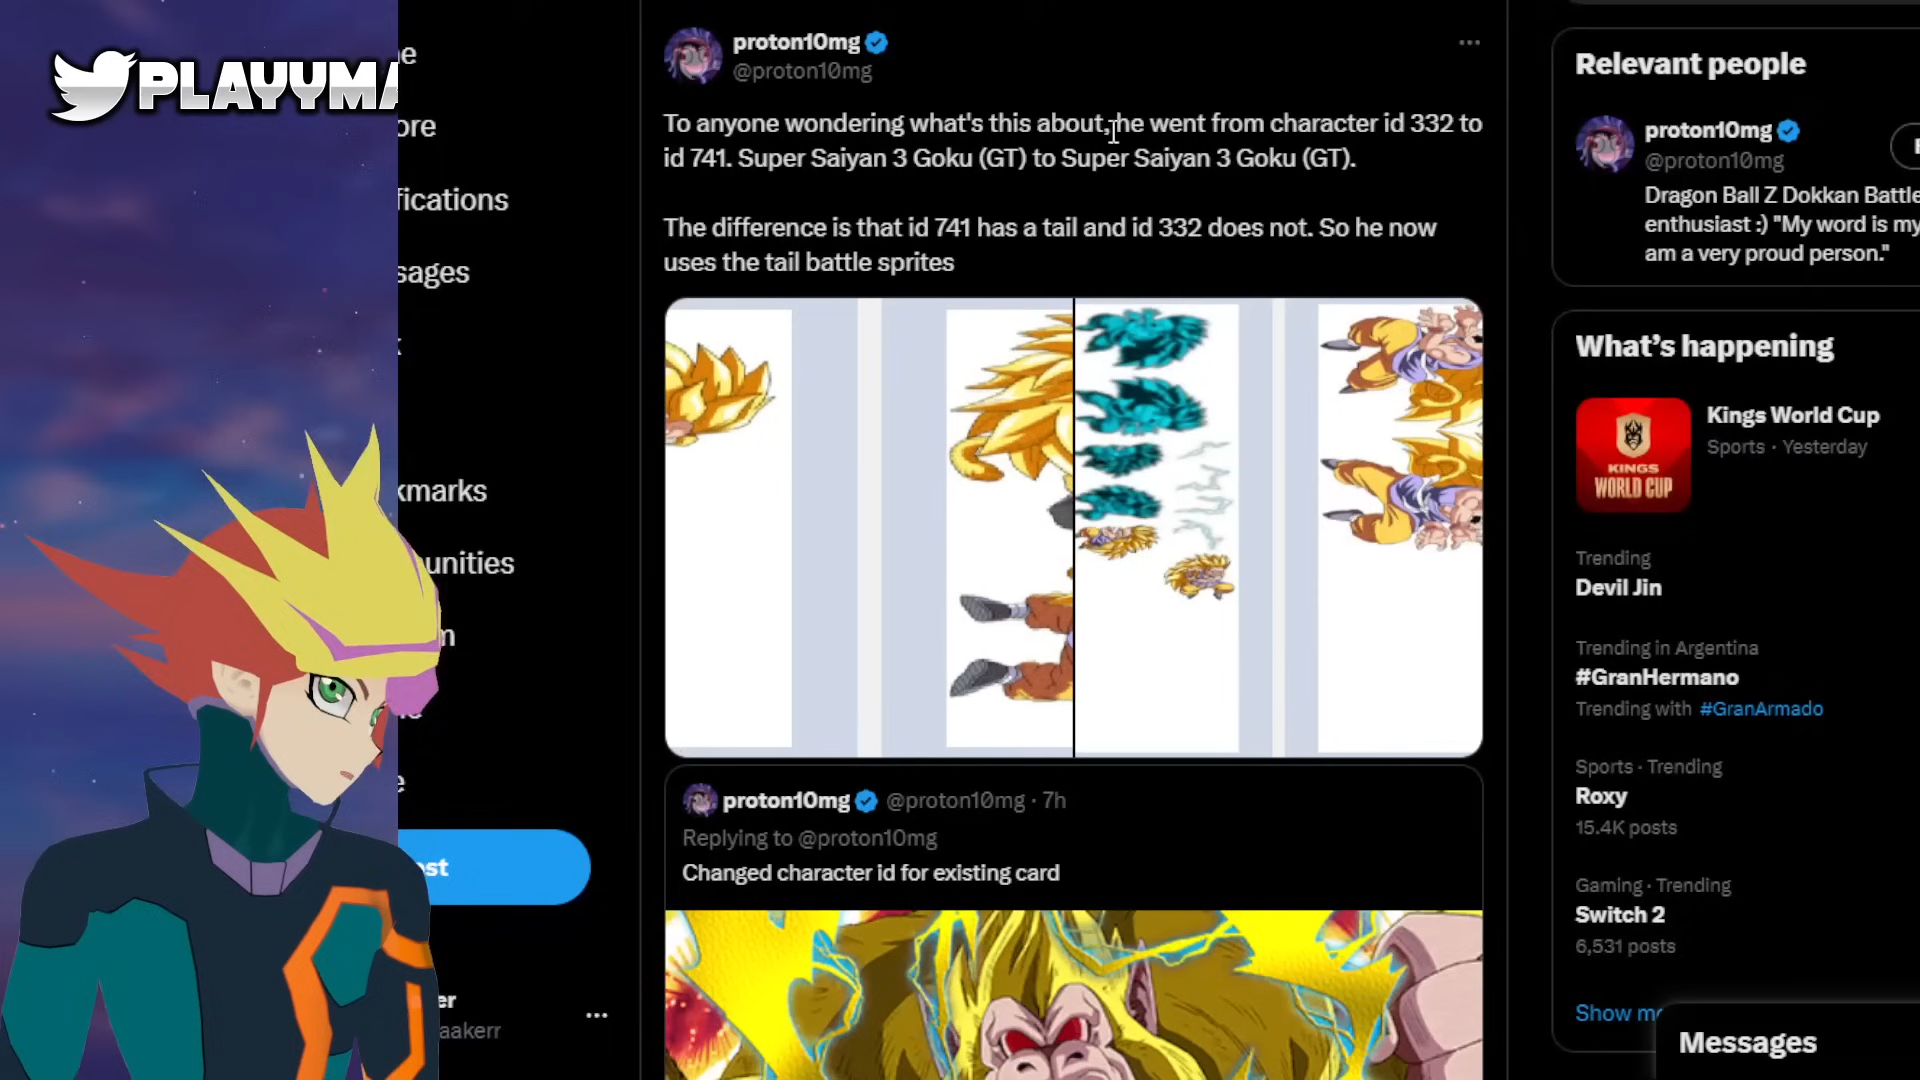 PLAYYMA
e
ore
fications
sages
k
kmarks
unities
m
e
ost
er
aakerr
proton10mg
@proton10mg
To anyone wondering what's this about, he went from character id 332 to
id 741. Super Saiyan 3 Goku (GT) to Super Saiyan 3 Goku (GT).
The difference is that id 741 has a tail and id 332 does not. So he now
uses the tail battle sprites
proton10mg @proton10mg · 7h
Replying to @proton10mg
Changed character id for existing card
Relevant people
proton10mg
@proton10mg
Dragon Ball Z Dokkan Battle
enthusiast :) "My word is my
am a very proud person."
What's happening
KINGS
WORLD CUP
Kings World Cup
Sports · Yesterday
Trending
Devil Jin
Trending in Argentina
#GranHermano
Trending with #GranArmado
Sports · Trending
Roxy
15.4K posts
Gaming · Trending
Switch 2
6,531 posts
Show mo
Messages